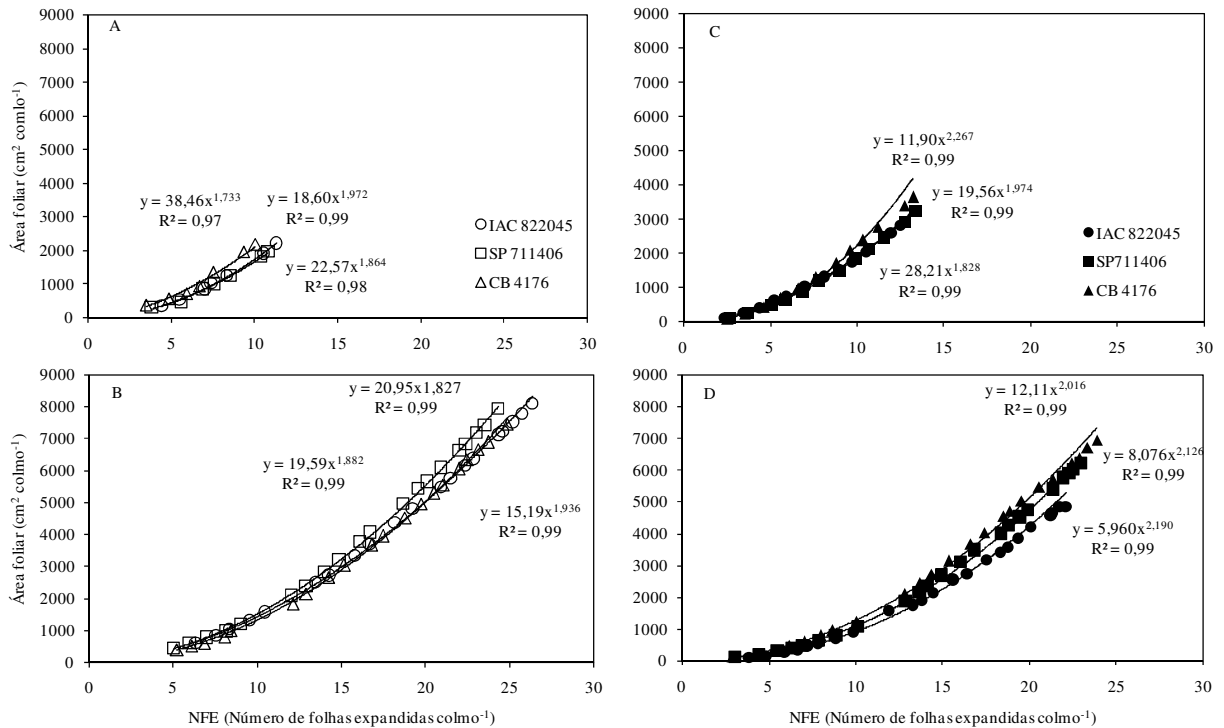 A
Área foliar (cm² comlo⁻¹)
9000
8000
7000
6000
5000
4000
3000
2000
1000
0
y = 38,46x^1,733
R² = 0,97
y = 18,60x^1,972
R² = 0,99
y = 22,57x^1,864
R² = 0,98
IAC 822045
SP 711406
CB 4176
0 5 10 15 20 25 30
C
9000
8000
7000
6000
5000
4000
3000
2000
1000
0
y = 11,90x^2,267
R² = 0,99
y = 19,56x^1,974
R² = 0,99
y = 28,21x^1,828
R² = 0,99
IAC 822045
SP711406
CB 4176
0 5 10 15 20 25 30
B
Área foliar (cm² colmo⁻¹)
9000
8000
7000
6000
5000
4000
3000
2000
1000
0
y = 20,95x1,827
R² = 0,99
y = 19,59x^1,882
R² = 0,99
y = 15,19x^1,936
R² = 0,99
0 5 10 15 20 25 30
NFE (Número de folhas expandidas colmo⁻¹)
D
9000
8000
7000
6000
5000
4000
3000
2000
1000
0
y = 12,11x^2,016
R² = 0,99
y = 8,076x^2,126
R² = 0,99
y = 5,960x^2,190
R² = 0,99
0 5 10 15 20 25 30
NFE (Número de folhas expandidas colmo⁻¹)